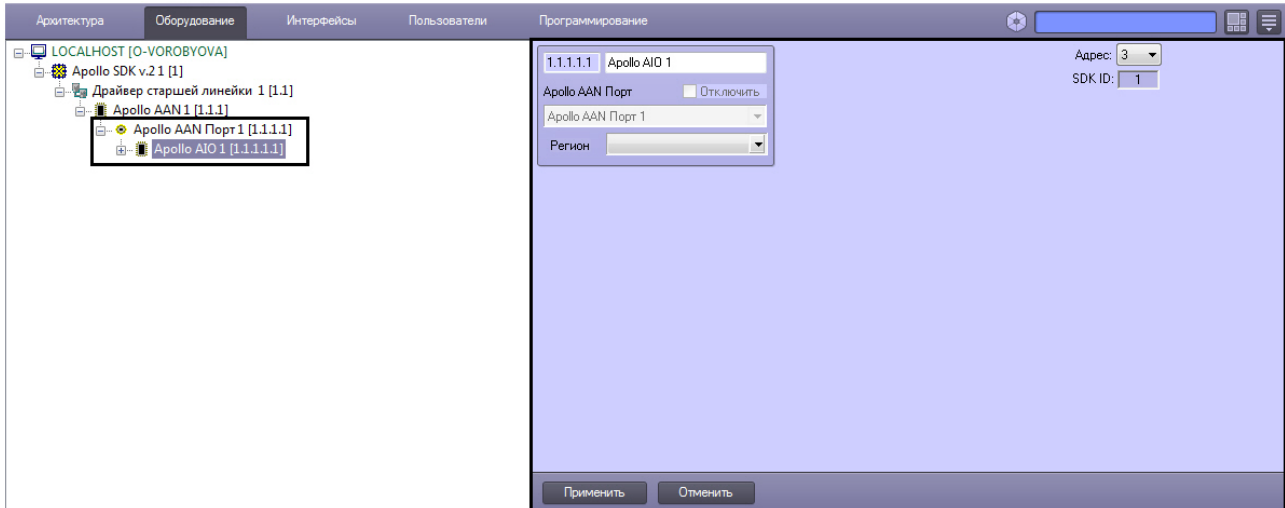 Архитектура Оборудование Интерфейсы Пользователи Программирование
LOCALHOST [O-VOROBYOVA]
Apollo SDK v.2 1 [1]
Драйвер старшей линейки 1 [1.1]
Apollo AAN 1 [1.1.1]
Apollo AAN Порт 1 [1.1.1.1]
Apollo AIO 1 [1.1.1.1.1]
1.1.1.1.1 Apollo AIO 1
Apollo AAN Порт Отключить
Apollo AAN Порт 1
Регион
Адрес: 3
SDK ID: 1
Применить Отменить